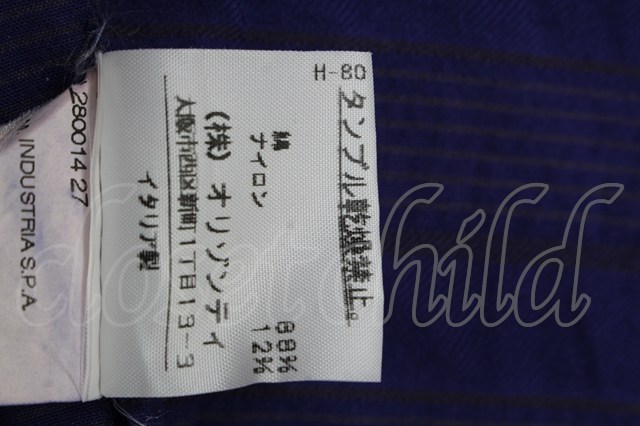 H-80
タンブル乾燥禁止。
綿 88%
ナイロン 12%
(株) オリゾンティ
大阪市西区新町1丁目13-3
イタリア製
280014 27
INDUSTRIA S.P.A.
closetchild